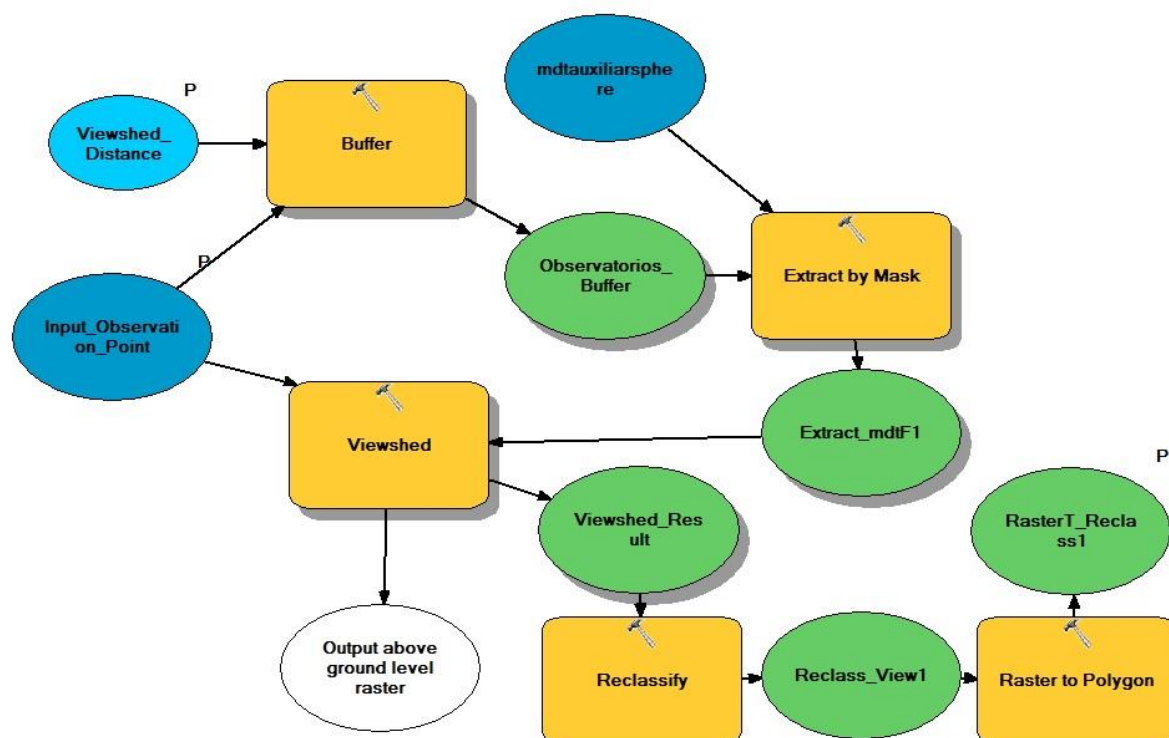 P
Viewshed_
Distance
Buffer
mdtauxiliarsphe
re
P
Input_Observati
on_Point
Observatorios_
Buffer
Extract by Mask
Viewshed
Extract_mdtF1
Viewshed_Res
ult
P
RasterT_Reclas
ss1
Output above
ground level
raster
Reclassify
Reclass_View1
Raster to Polygon